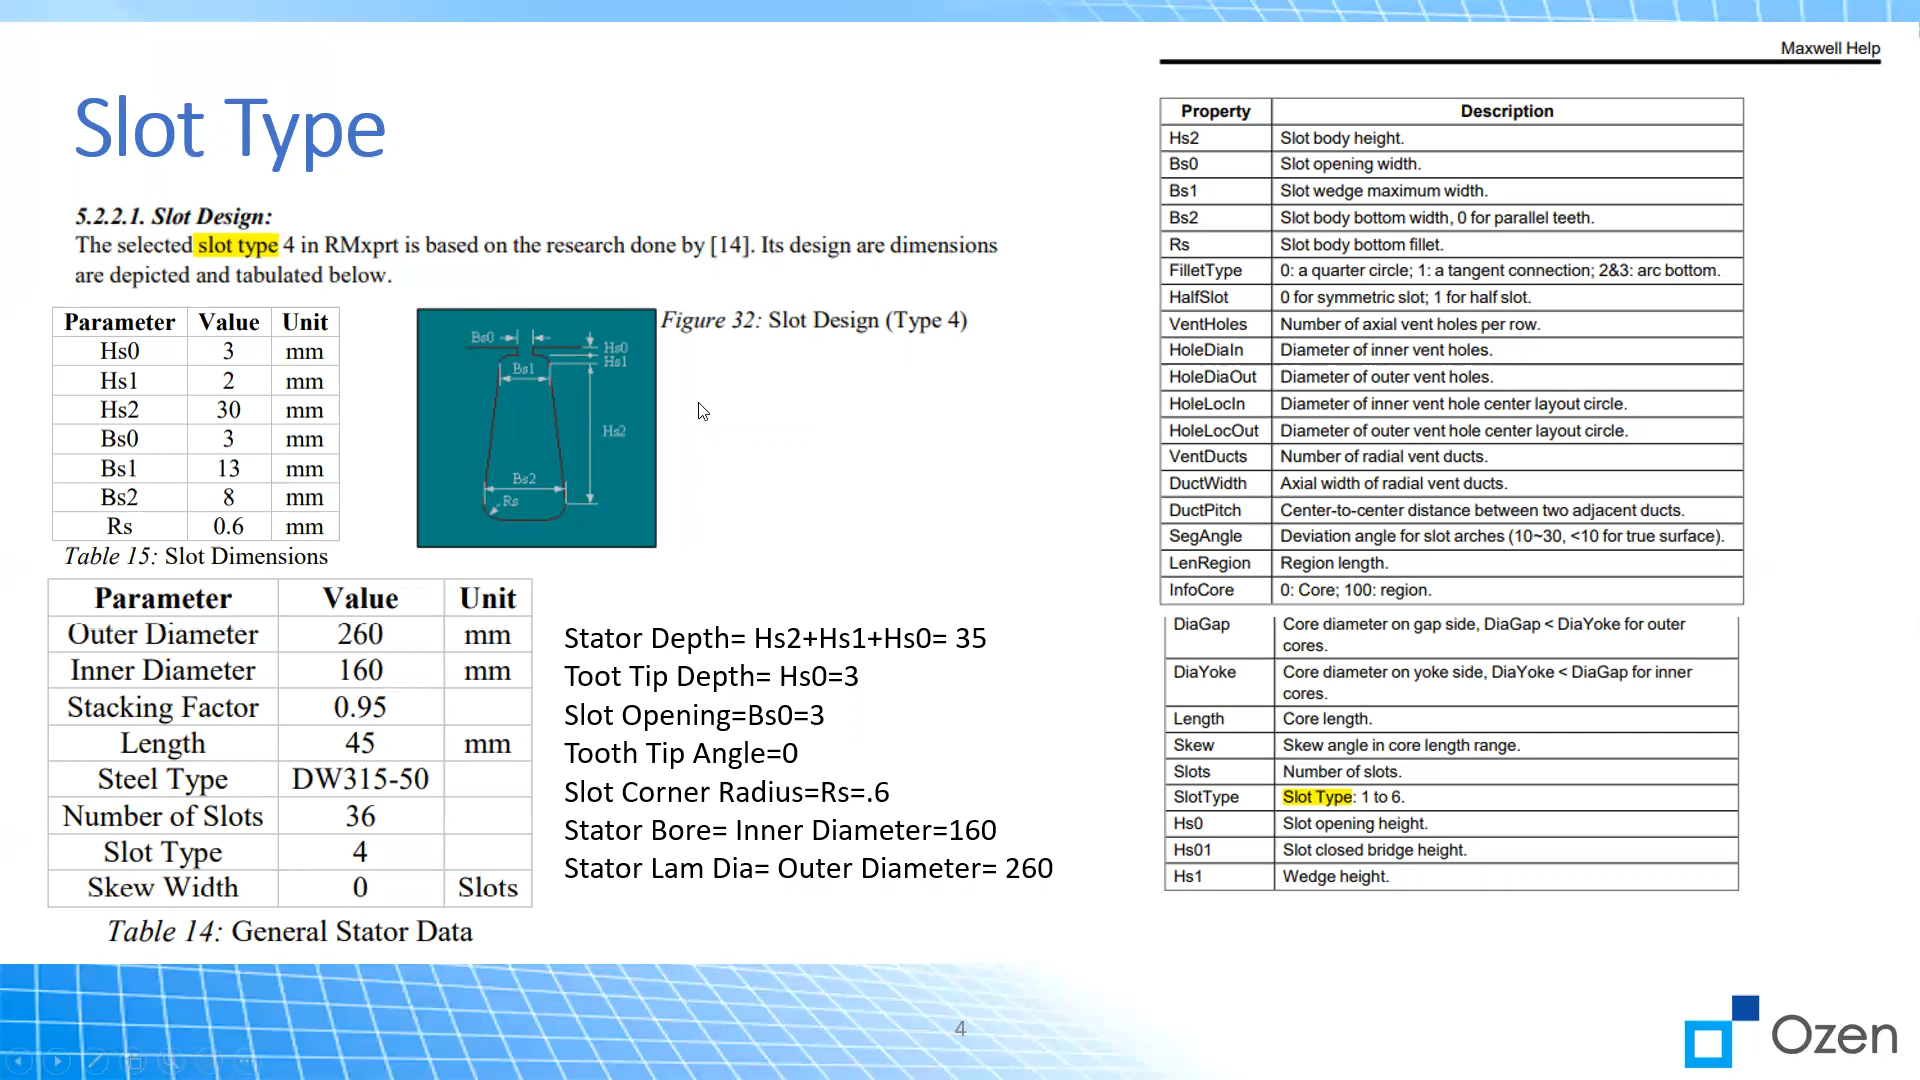 Maxwell Help
Slot Type
5.2.2.1. Slot Design:
The selected slot type 4 in RMxprt is based on the research done by [14]. Its design are dimensions
are depicted and tabulated below.
Parameter Value Unit
Hs0 3 mm
Hs1 2 mm
Hs2 30 mm
Bs0 3 mm
Bs1 13 mm
Bs2 8 mm
Rs 0.6 mm
Table 15: Slot Dimensions
Bs0
Hs0
Hs1
Bs1
Hs2
Bs2
Rs
Figure 32: Slot Design (Type 4)
Parameter Value Unit
Outer Diameter 260 mm
Inner Diameter 160 mm
Stacking Factor 0.95
Length 45 mm
Steel Type DW315-50
Number of Slots 36
Slot Type 4
Skew Width 0 Slots
Table 14: General Stator Data
Stator Depth= Hs2+Hs1+Hs0= 35
Toot Tip Depth= Hs0=3
Slot Opening=Bs0=3
Tooth Tip Angle=0
Slot Corner Radius=Rs=.6
Stator Bore= Inner Diameter=160
Stator Lam Dia= Outer Diameter= 260
Property Description
Hs2 Slot body height.
Bs0 Slot opening width.
Bs1 Slot wedge maximum width.
Bs2 Slot body bottom width, 0 for parallel teeth.
Rs Slot body bottom fillet.
FilletType 0: a quarter circle; 1: a tangent connection; 2&3: arc bottom.
HalfSlot 0 for symmetric slot; 1 for half slot.
VentHoles Number of axial vent holes per row.
HoleDiaIn Diameter of inner vent holes.
HoleDiaOut Diameter of outer vent holes.
HoleLocIn Diameter of inner vent hole center layout circle.
HoleLocOut Diameter of outer vent hole center layout circle.
VentDucts Number of radial vent ducts.
DuctWidth Axial width of radial vent ducts.
DuctPitch Center-to-center distance between two adjacent ducts.
SegAngle Deviation angle for slot arches (10~30, <10 for true surface).
LenRegion Region length.
InfoCore 0: Core; 100: region.
DiaGap Core diameter on gap side, DiaGap < DiaYoke for outer
cores.
DiaYoke Core diameter on yoke side, DiaYoke < DiaGap for inner
cores.
Length Core length.
Skew Skew angle in core length range.
Slots Number of slots.
SlotType Slot Type: 1 to 6.
Hs0 Slot opening height.
Hs01 Slot closed bridge height.
Hs1 Wedge height.
4
Ozen